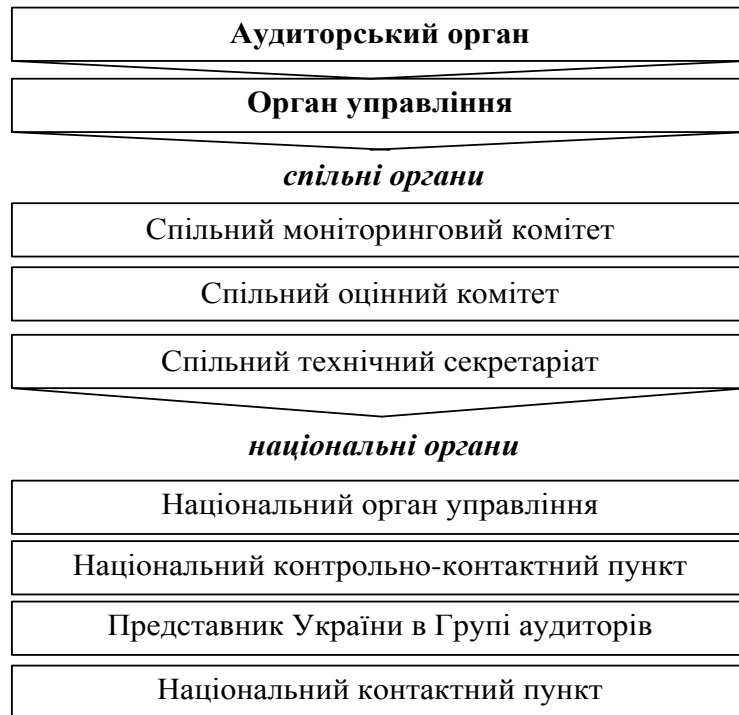 Аудиторський орган
Орган управління
спільні органи
Спільний моніторинговий комітет
Спільний оцінний комітет
Спільний технічний секретаріат
національні органи
Національний орган управління
Національний контрольно-контактний пункт
Представник України в Групі аудиторів
Національний контактний пункт